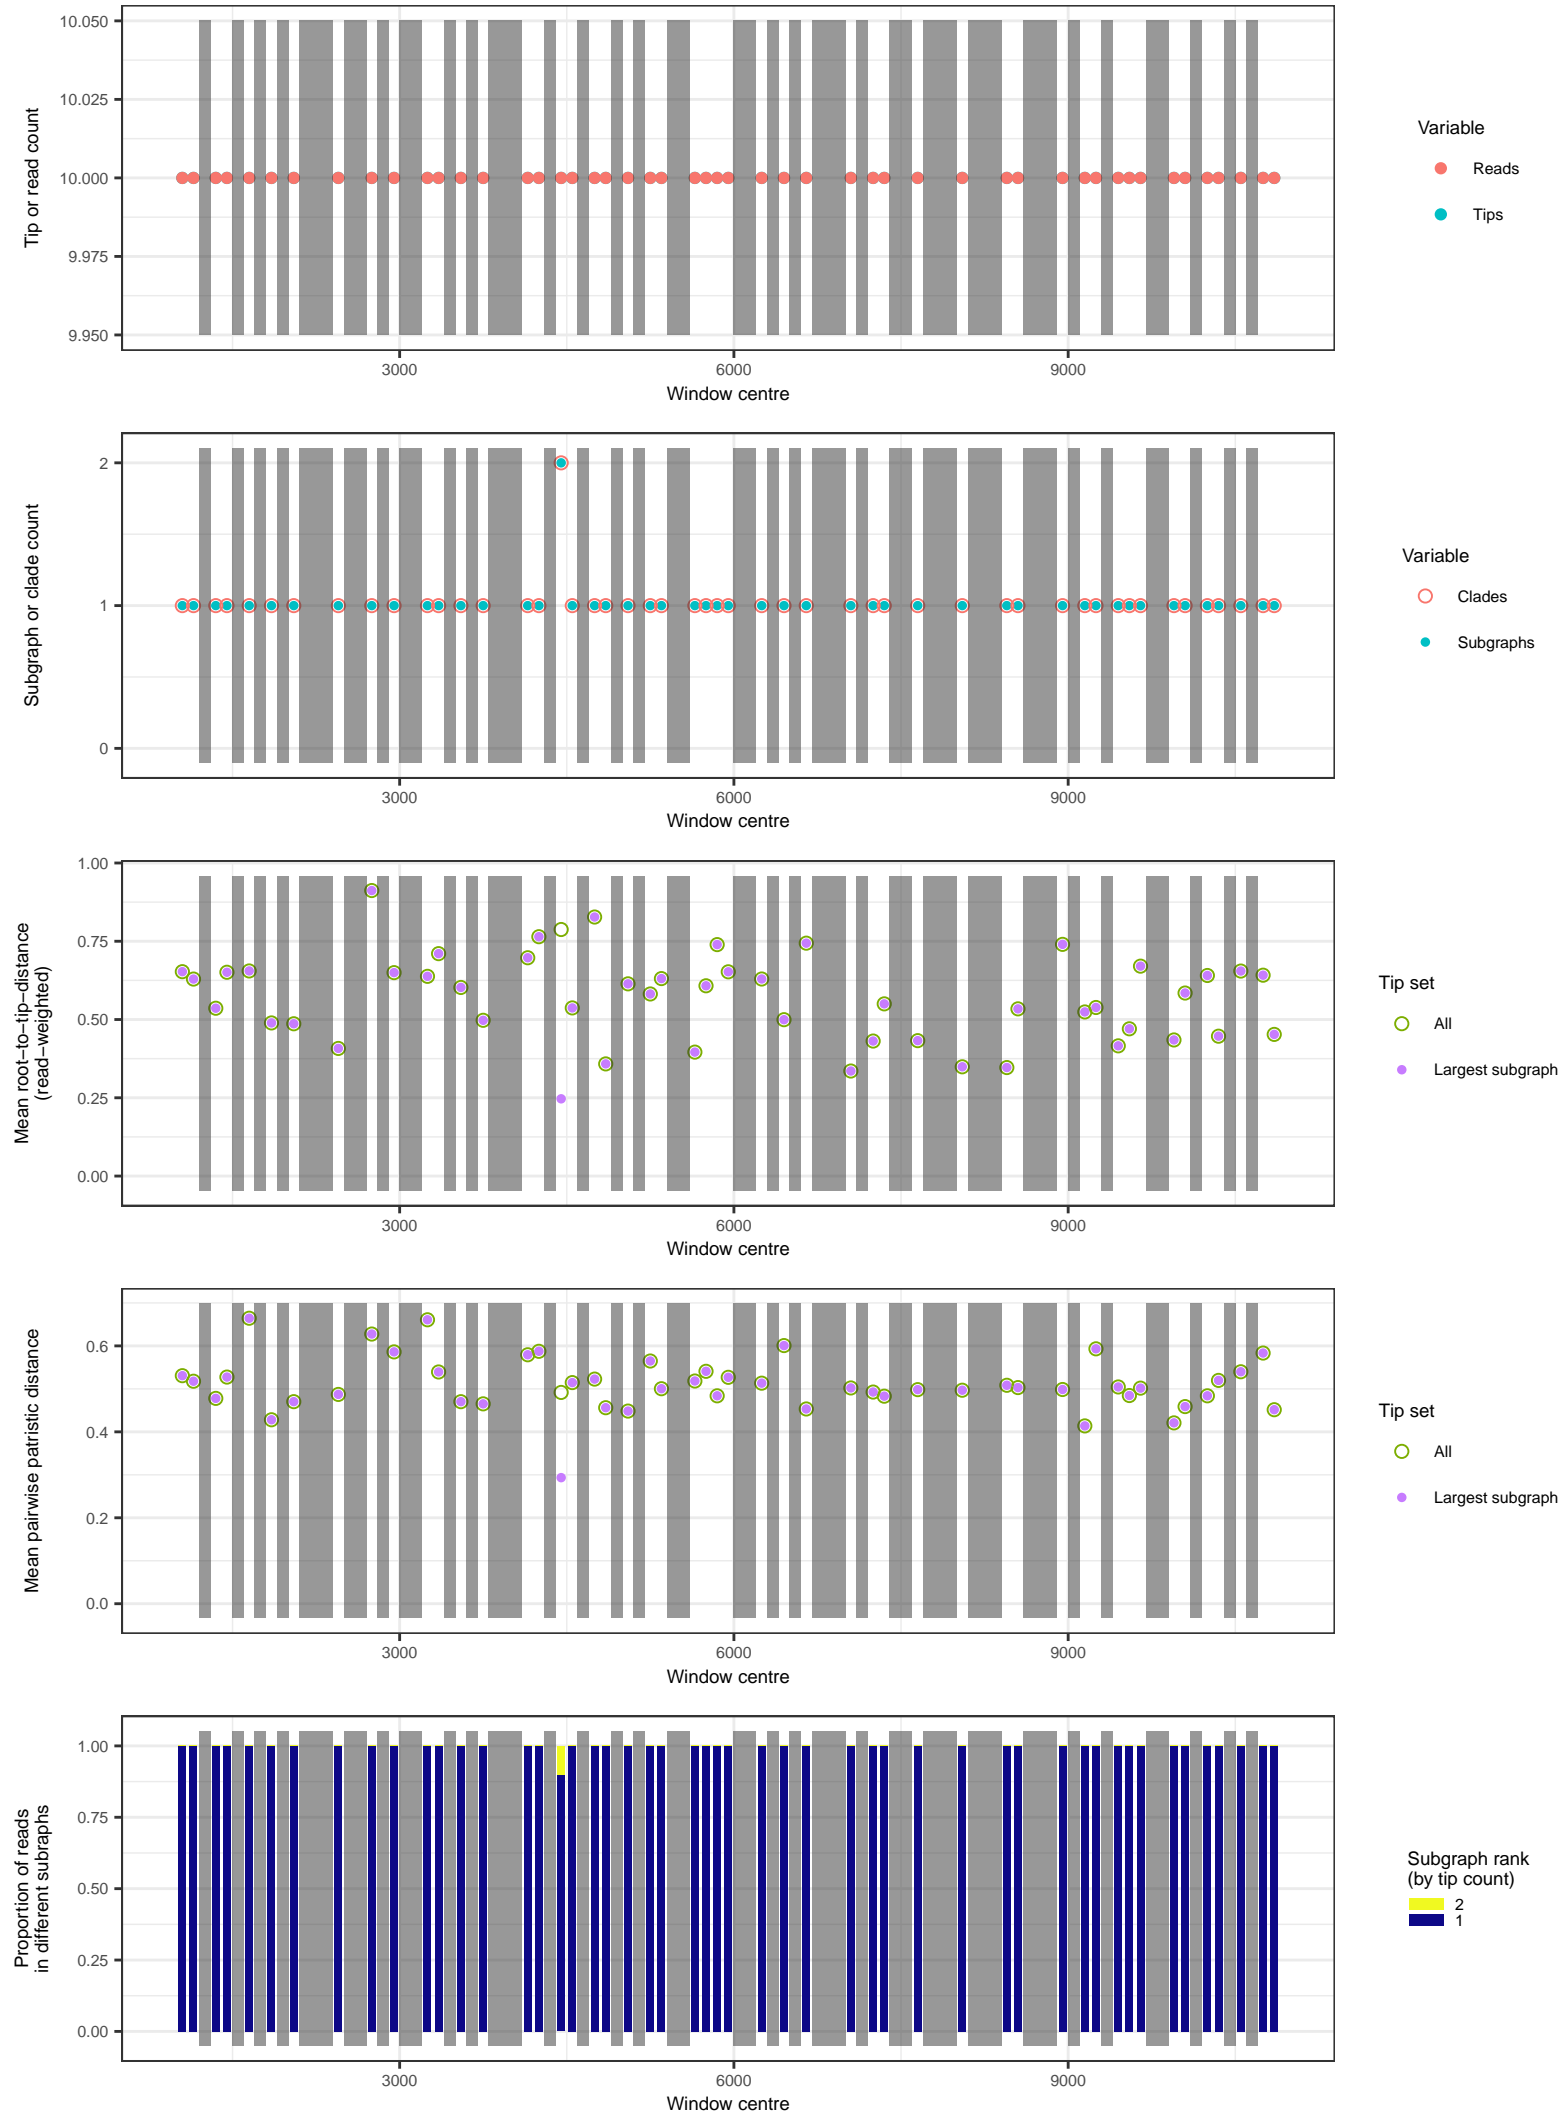 10.050
10.025
10.000
9.975
9.950
Tip or read count
3000
6000
9000
Window centre
Variable
Reads
Tips
2
1
0
Subgraph or clade count
3000
6000
9000
Window centre
Variable
Clades
Subgraphs
1.00
0.75
0.50
0.25
0.00
Mean root−to−tip−distance
(read−weighted)
3000
6000
9000
Window centre
Tip set
All
Largest subgraph
0.6
0.4
0.2
0.0
Mean pairwise patristic distance
3000
6000
9000
Window centre
Tip set
All
Largest subgraph
1.00
0.75
0.50
0.25
0.00
Proportion of reads
in different subraphs
3000
6000
9000
Window centre
Subgraph rank
(by tip count)
2
1